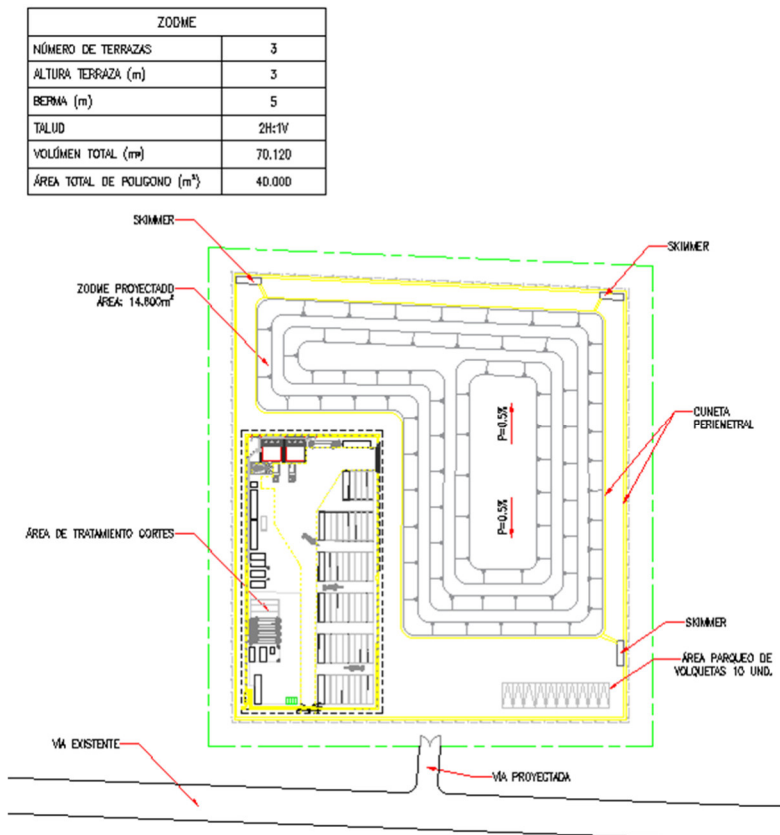 ZODME
NÚMERO DE TERRAZAS 3
ALTURA TERRAZA (m) 3
BERMA (m) 5
TALUD 2H:1V
VOLÚMEN TOTAL (m³) 70.120
ÁREA TOTAL DE POLIGONO (m²) 40.000
SKIMMER
SKIMMER
ZODME PROYECTADO
ÁREA: 14.800m²
P=0.5%
CUNETA
PERIEMETRAL
P=0.5%
ÁREA DE TRATAMIENTO CORTES
SKIMMER
ÁREA PARQUEO DE
VOLQUETAS 10 UND.
VÍA EXISTENTE
VÍA PROYECTADA